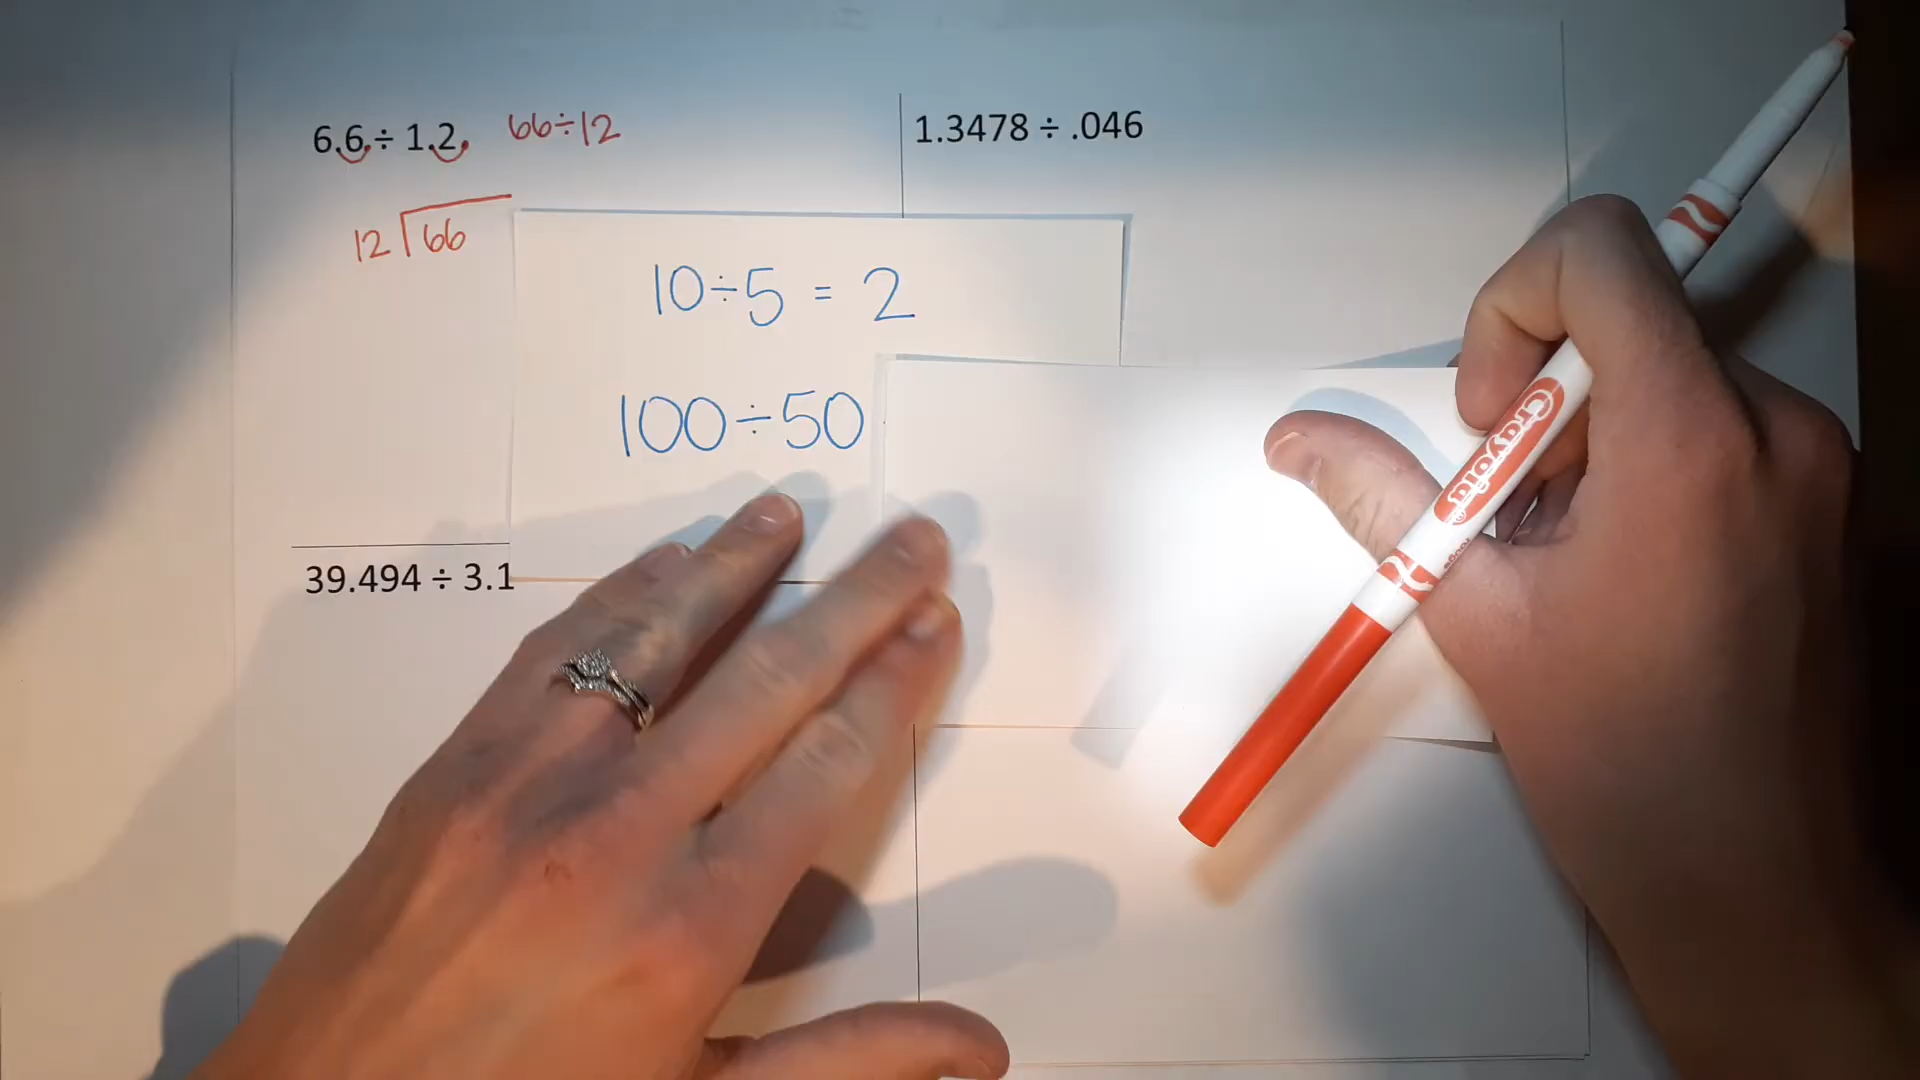 6.6 ÷ 1.2. 66÷12
12 66
1.3478 ÷ .046
10÷5 = 2
100÷50
39.494 ÷ 3.1
Crayola